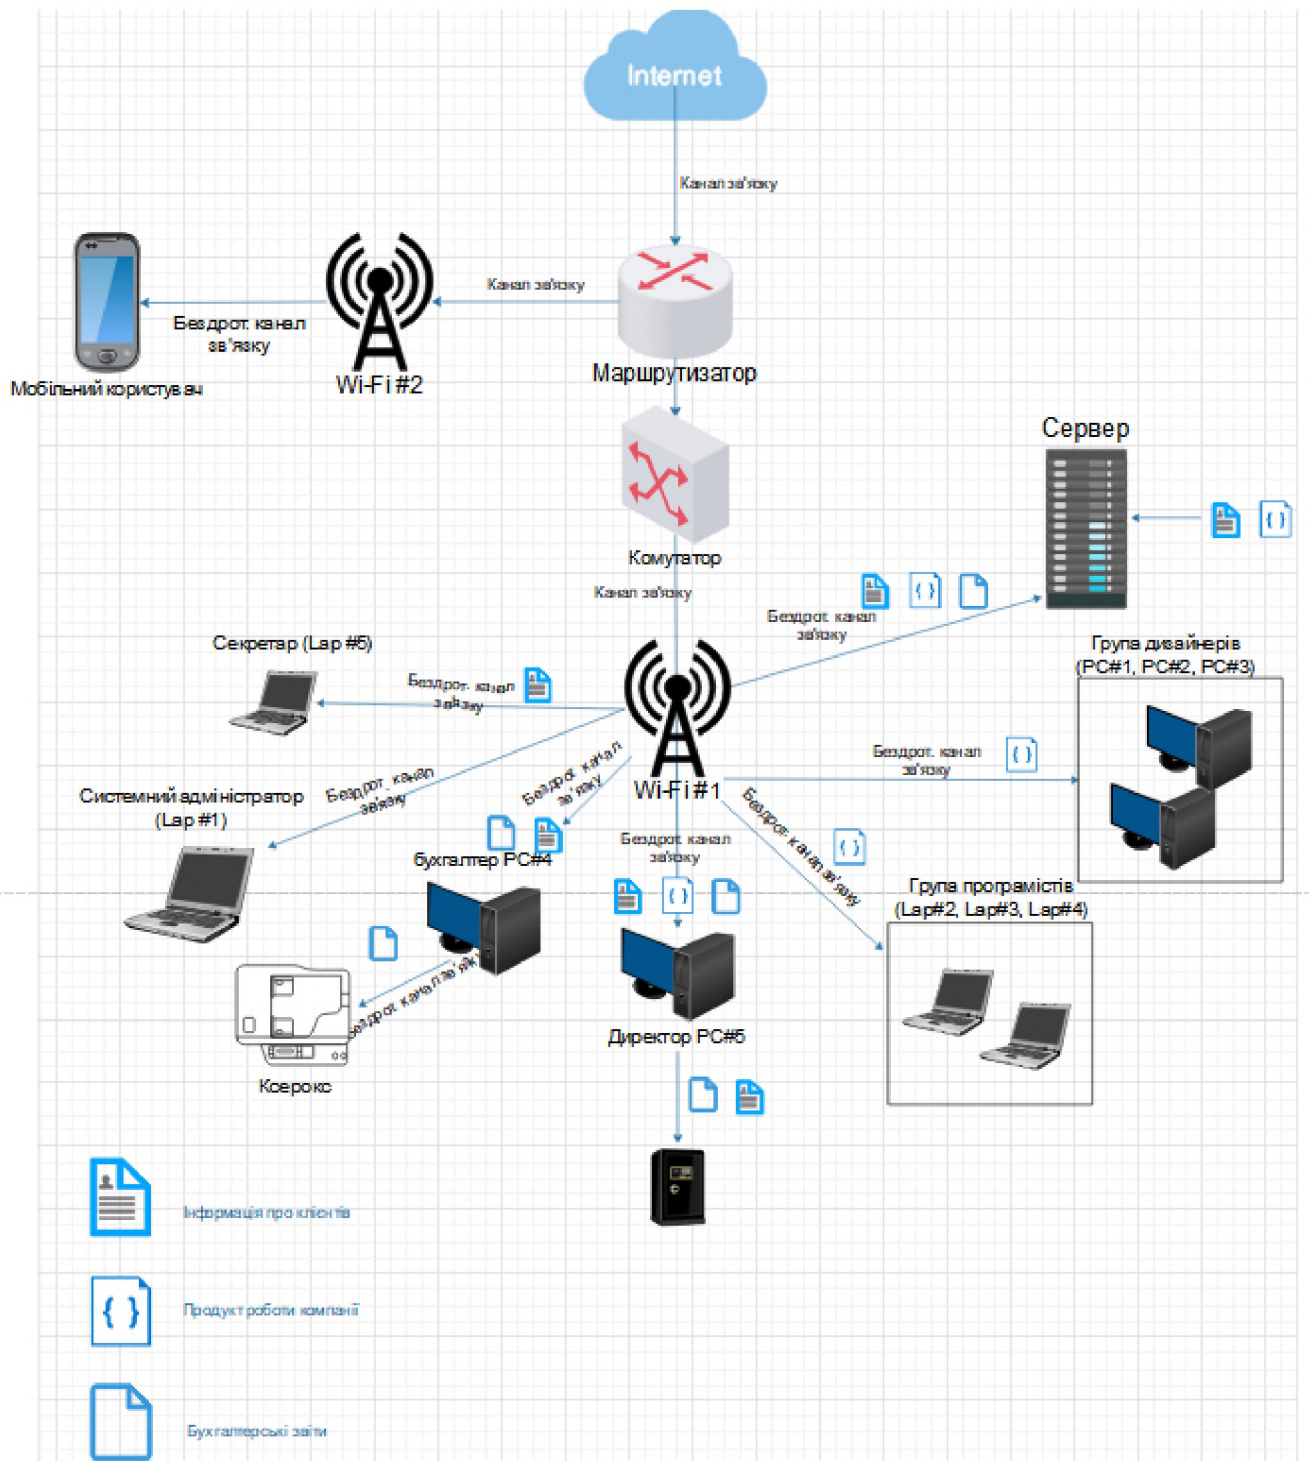 Internet
Канал зв'язку
Канал зв'язку
Бездрот. канал
зв'язку
Мобільний користувач
Wi-Fi #2
Маршрутизатор
Сервер
{ }
Комутатор
Канал зв'язку
{ }
Бездрот. канал
зв'язку
Секретар (Lap #5)
Бездрот. канал
зв'язку
Група дизайнерів
(PC#1, PC#2, PC#3)
Бездрот. канал
зв'язку
{ }
Системний адміністратор
(Lap #1)
Бездрот. канал
зв'язку
Бездрот. канал
зв'язку
Wi-Fi #1
Бездрот. канал зв'язку
{ }
Бездрот. канал
зв'язку
бухгалтер PC#4
{ }
Група програмістів
(Lap#2, Lap#3, Lap#4)
Бездрот. канал зв'язку
Ксерокс
Директор PC#5
Інформація про клієнтів
{ }
Продукт роботи компанії
Бухгалтерські звіти